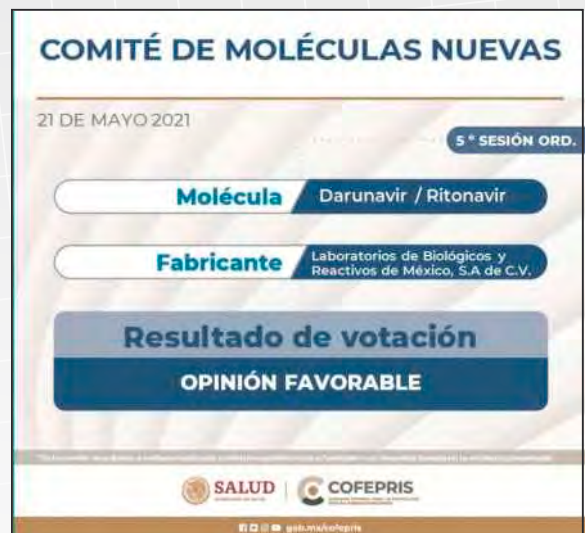 COMITÉ DE MOLÉCULAS NUEVAS
21 DE MAYO 2021
5° SESIÓN ORD.
Molécula Darunavir / Ritonavir
Fabricante Laboratorios de Biológicos y
Reactivos de México, S.A de C.V.
Resultado de votación
OPINIÓN FAVORABLE
SALUD COFEPRIS
gob.mx/cofepris